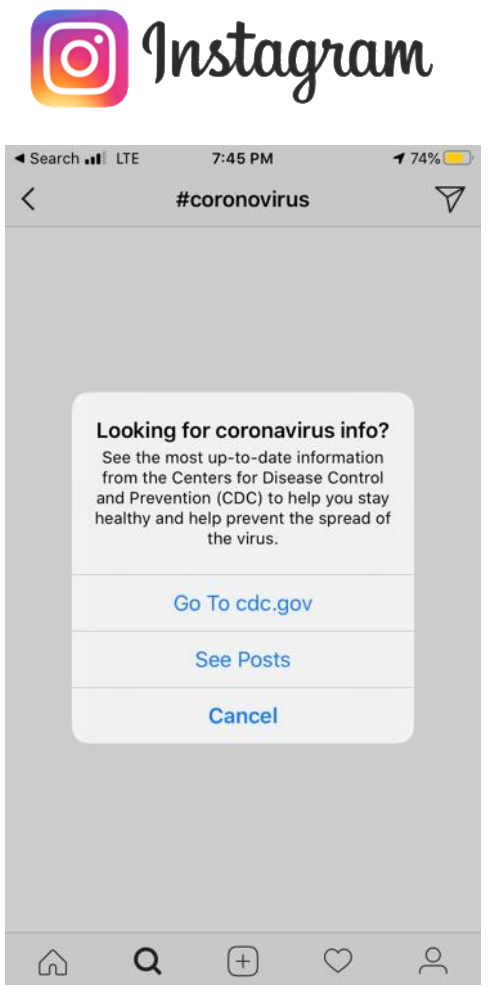 Instagram
Search LTE 7:45 PM 74%
#coronovirus
Looking for coronavirus info?
See the most up-to-date information
from the Centers for Disease Control
and Prevention (CDC) to help you stay
healthy and help prevent the spread of
the virus.
Go To cdc.gov
See Posts
Cancel